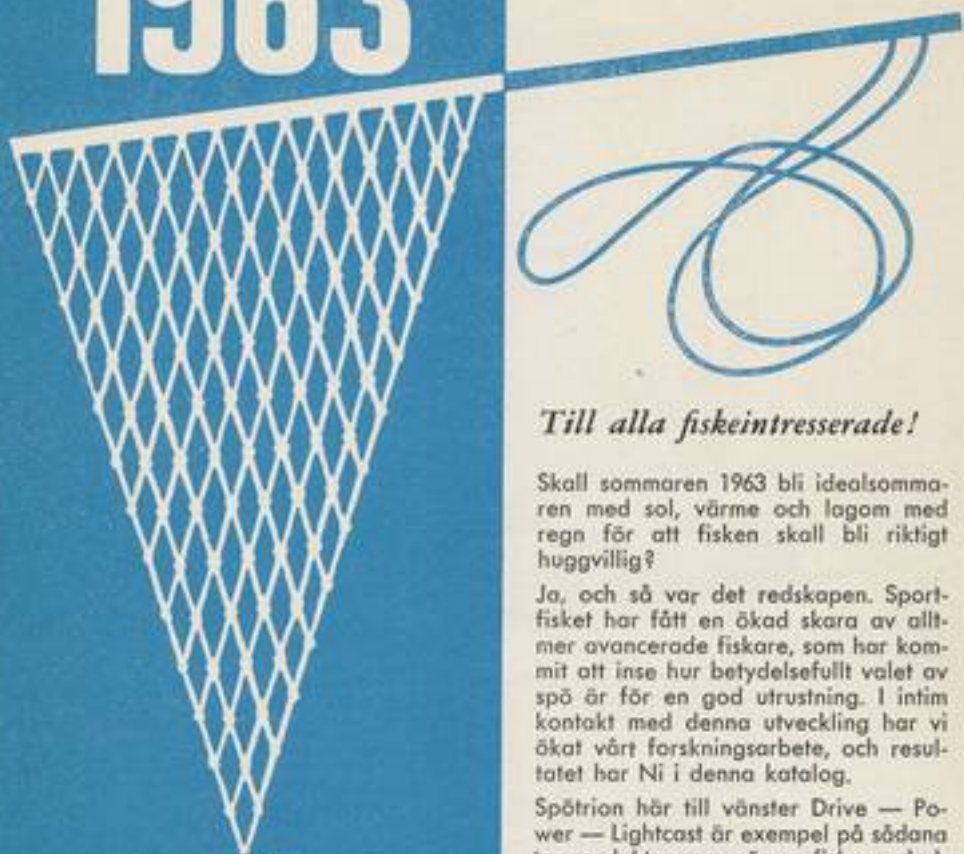 1963
Till alla fiskeintresserade!
Skall sommaren 1963 bli idealsomma-
ren med sol, värme och lagom med
regn för att fisken skall bli riktigt
huggvillig?
Ja, och så var det redskapen. Sport-
fisket har fått en ökad skara av allt-
mer avancerade fiskare, som har kom-
mit att inse hur betydelsefullt valet av
spö är för en god utrustning. I intim
kontakt med denna utveckling har vi
ökat vårt forskningsarbete, och resul-
tatet har Ni i denna katalog.
Spötrion här till vänster Drive — Po-
wer — Lightcast är exempel på sådana